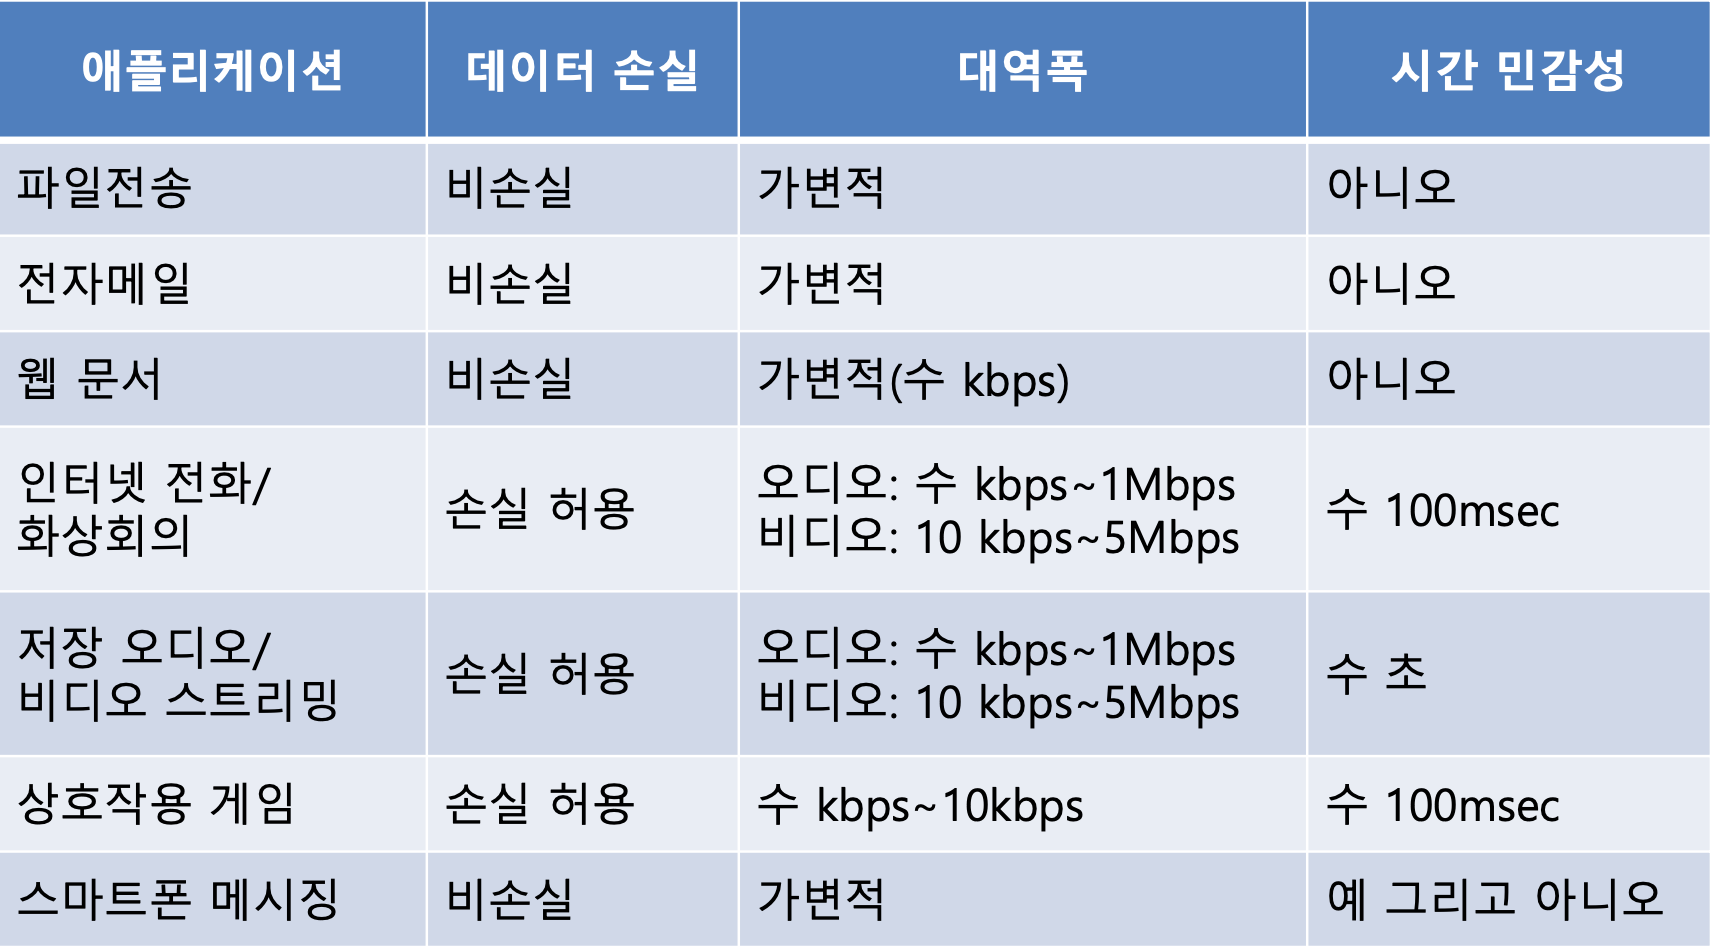 애플리케이션 데이터 손실 대역폭 시간 민감성
파일전송 비손실 가변적 아니오
전자메일 비손실 가변적 아니오
웹 문서 비손실 가변적(수 kbps) 아니오
인터넷 전화/
화상회의
손실 허용
오디오: 수 kbps~1Mbps
비디오: 10 kbps~5Mbps
수 100msec
저장 오디오/
비디오 스트리밍
손실 허용
오디오: 수 kbps~1Mbps
비디오: 10 kbps~5Mbps
수 초
상호작용 게임 손실 허용 수 kbps~10kbps 수 100msec
스마트폰 메시징 비손실 가변적 예 그리고 아니오